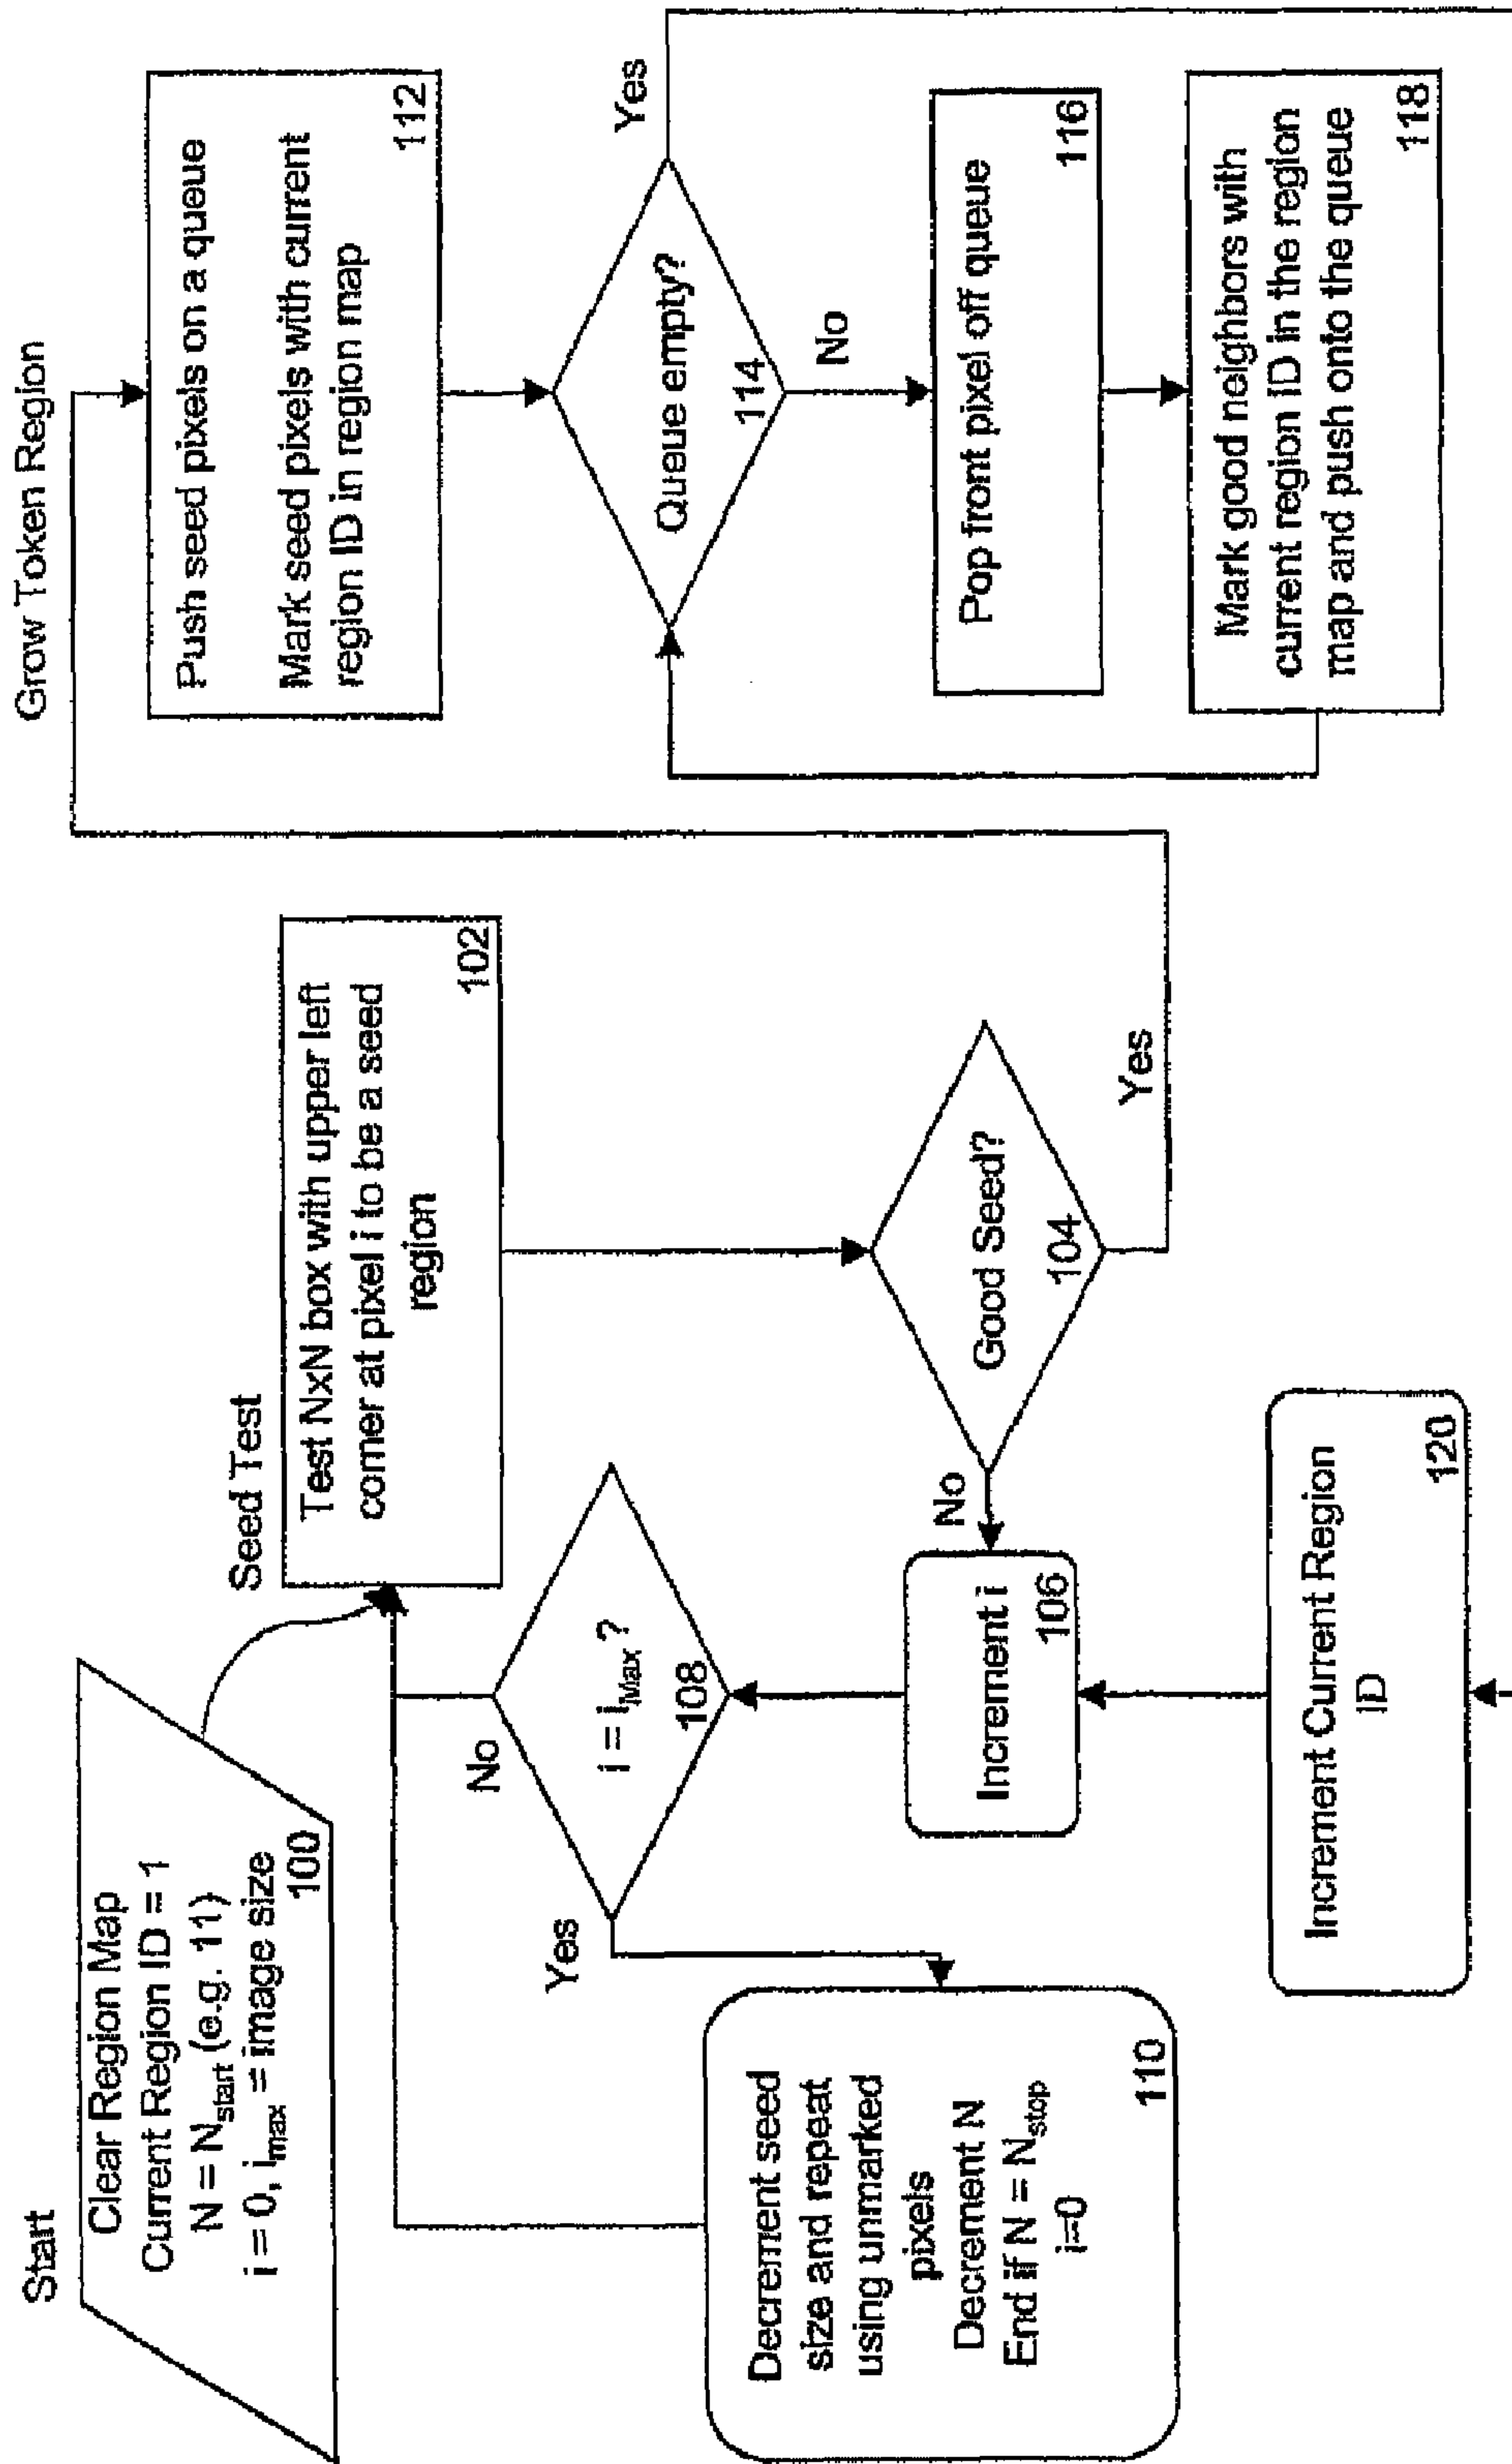 Start
Clear Region Map
Current Region ID = 1
N = Nstart (e.g. 11)
i = 0, imax = image size
100
Seed Test
Test NxN box with upper left
corner at pixel i to be a seed
region
102
Good Seed?
104
No
Yes
Increment i
106
i = iMax?
108
No
Yes
Decrement seed
size and repeat
using unmarked
pixels
Decrement N
End if N = Nstop
i=0
110
Increment Current Region
ID
120
Grow Token Region
Push seed pixels on a queue
Mark seed pixels with current
region ID in region map
112
Queue empty?
114
Yes
No
Pop front pixel off queue
116
Mark good neighbors with
current region ID in the region
map and push onto the queue
118